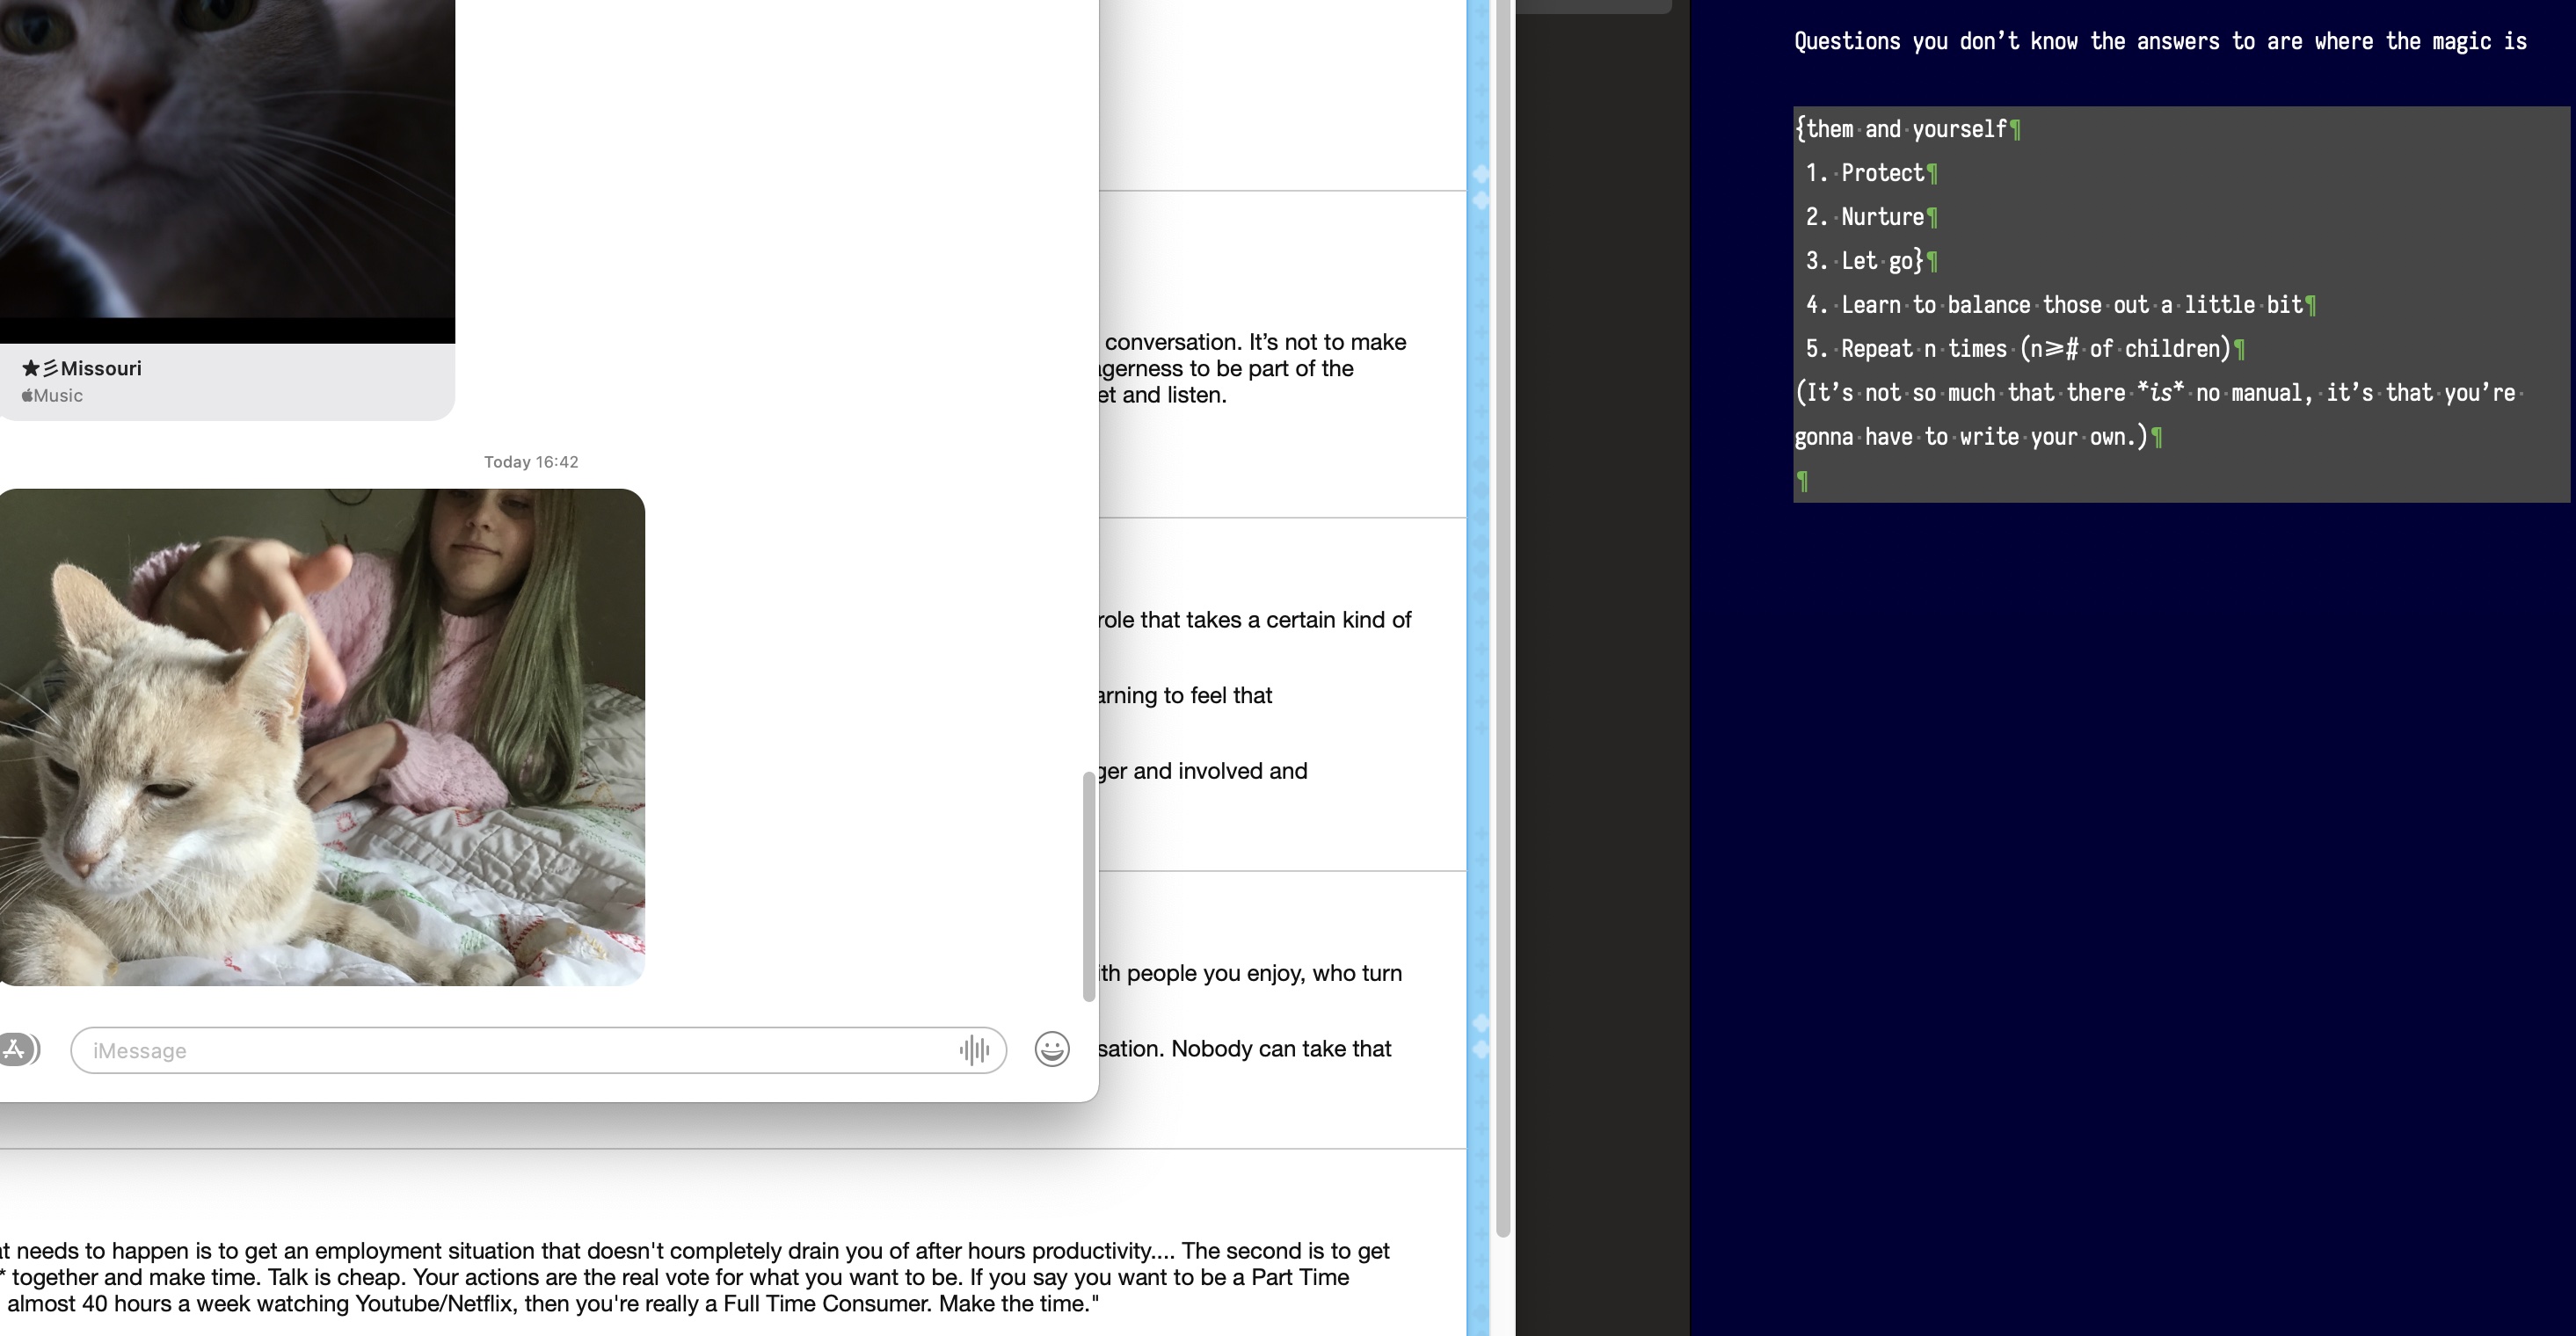 ★彡Missouri
Music
Today 16:42
iMessage
conversation. It’s not to make
to be part of the
and listen.
role that takes a certain kind of
to feel that
and involved and
people you enjoy, who turn
Nobody can take that
needs to happen is to get an employment situation that doesn't completely drain you of after hours productivity.... The second is to get
* together and make time. Talk is cheap. Your actions are the real vote for what you want to be. If you say you want to be a Part Time
almost 40 hours a week watching Youtube/Netflix, then you're really a Full Time Consumer. Make the time."
Questions you don’t know the answers to are where the magic is
{them and yourself¶
1. Protect¶
2. Nurture¶
3. Let go}¶
4. Learn to balance those out a little bit¶
5. Repeat n times (n⩾# of children)¶
(It’s not so much that there *is* no manual, it’s that you’re
gonna have to write your own.)¶
¶